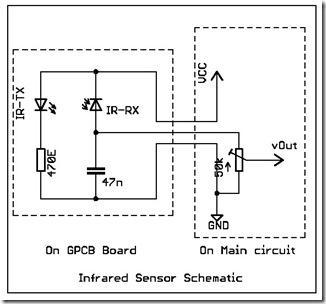 VCC
IR-TX
IR-RX
470E
47n
50k
vOut
GND
On GPCB Board
On Main circuit
Infrared Sensor Schematic